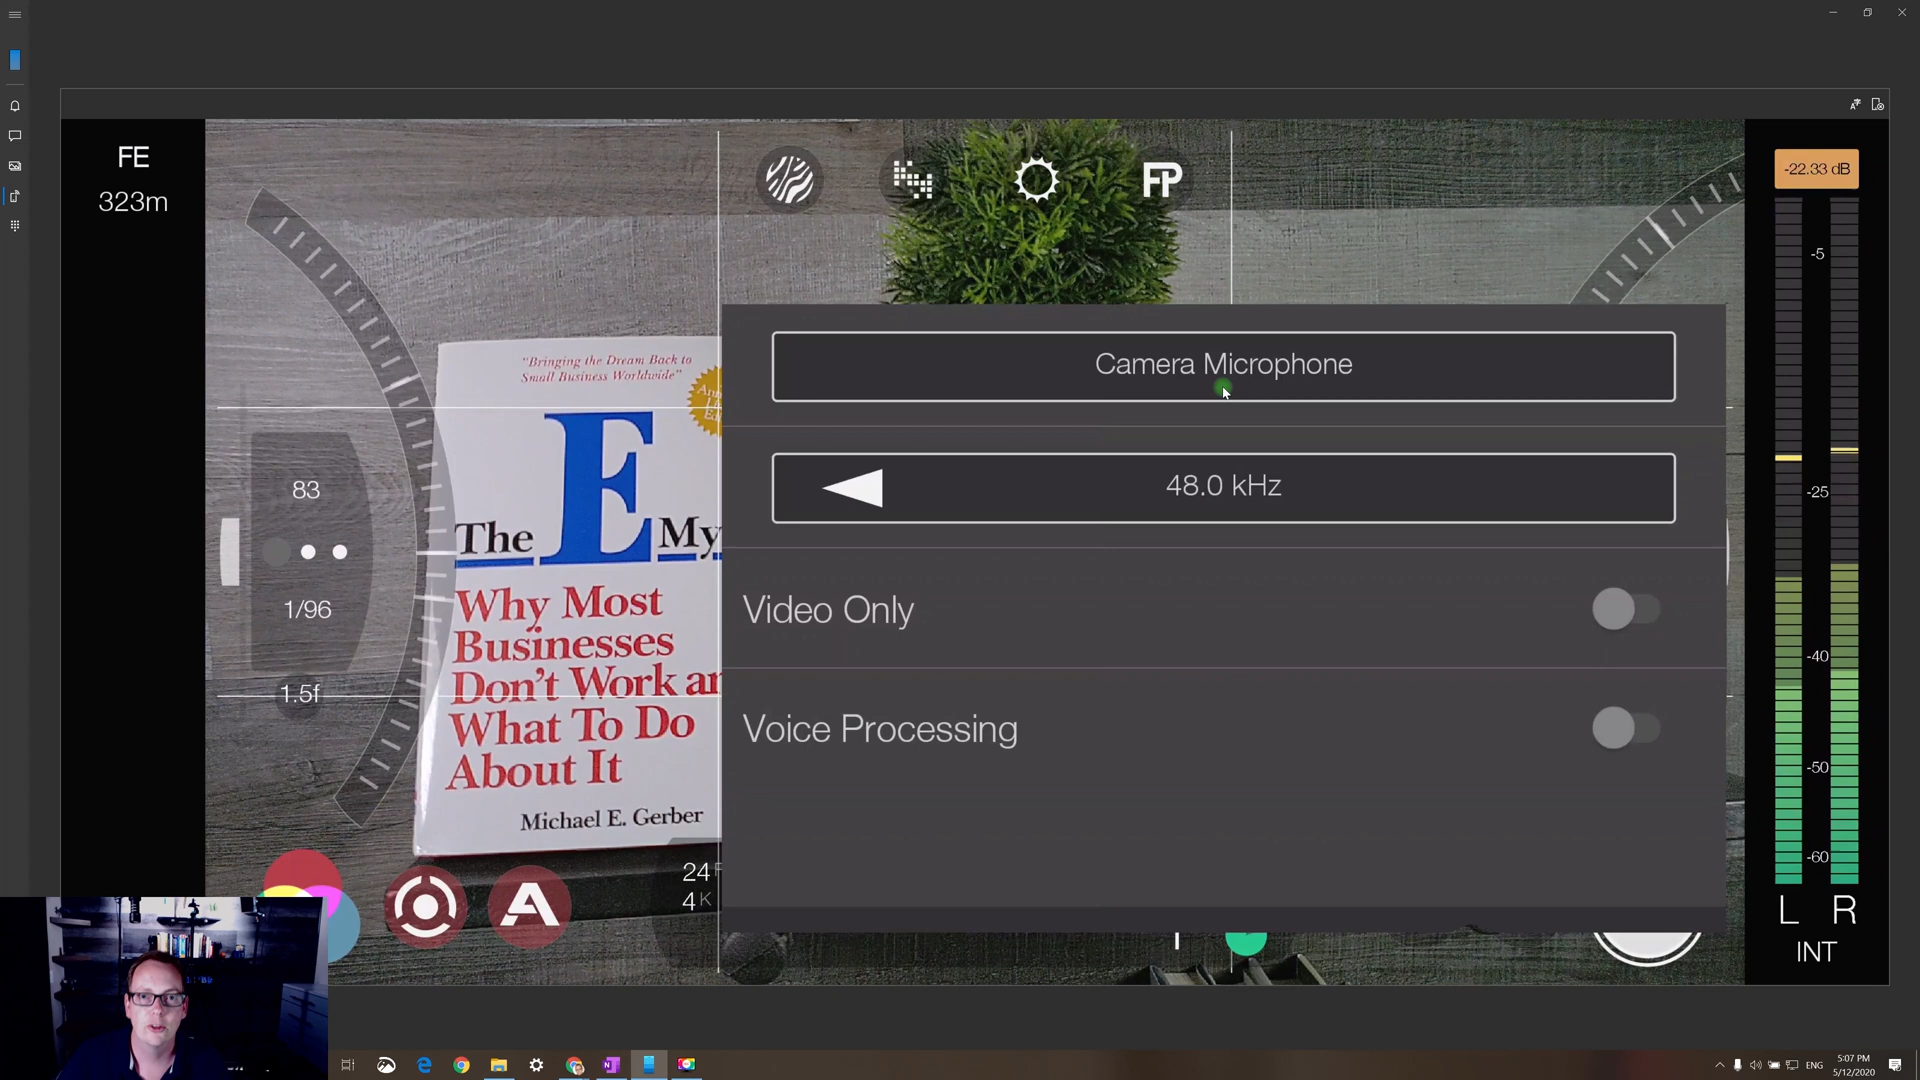 FE
323m
FP
-22.33 dB
-5
-25
-40
-50
-60
L R
INT
Camera Microphone
48.0 kHz
Video Only
Voice Processing
83
1/96
1.5f
"Bringing the Dream Back to
Small Business Worldwide"
The E My
Why Most
Businesses
Don't Work
What To Do
About It
Michael E. Gerber
A
24
4K
ENG
5:07 PM
5/12/2020